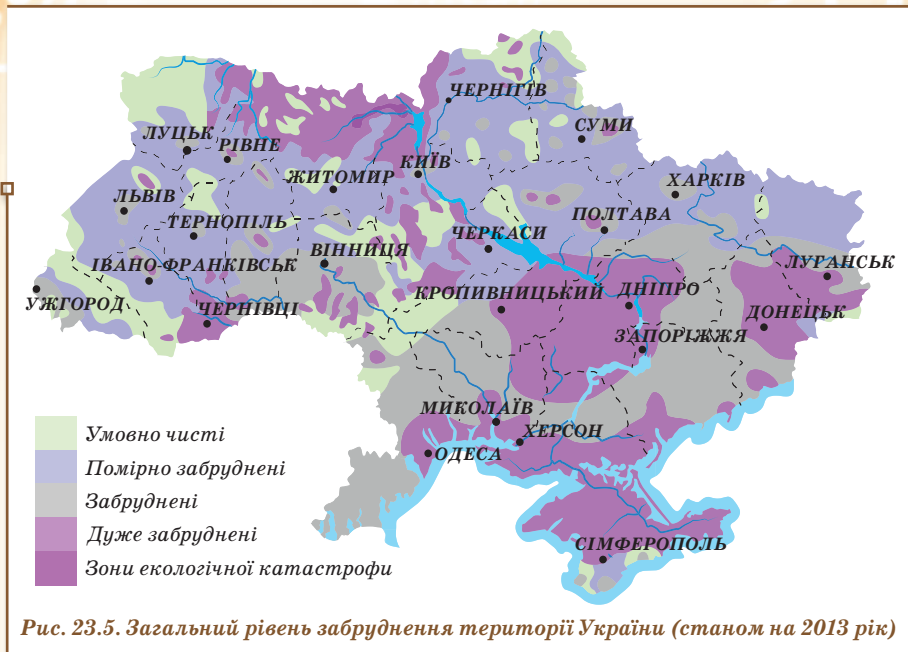 ЧЕРНІГІВ
СУМИ
ЛУЦЬК
РІВНЕ
КИЇВ
ЖИТОМИР
ХАРКІВ
ЛЬВІВ
ТЕРНОПІЛЬ
ПОЛТАВА
ЧЕРКАСИ
ВІННИЦЯ
ІВАНО-ФРАНКІВСЬК
ЛУГАНСЬК
УЖГОРОД
ЧЕРНІВЦІ
КРОПИВНИЦЬКИЙ
ДНІПРО
ДОНЕЦЬК
ЗАПОРІЖЖЯ
МИКОЛАЇВ
ХЕРСОН
ОДЕСА
СІМФЕРОПОЛЬ
Умовно чисті
Помірно забруднені
Забруднені
Дуже забруднені
Зони екологічної катастрофи
Рис. 23.5. Загальний рівень забруднення території України (станом на 2013 рік)